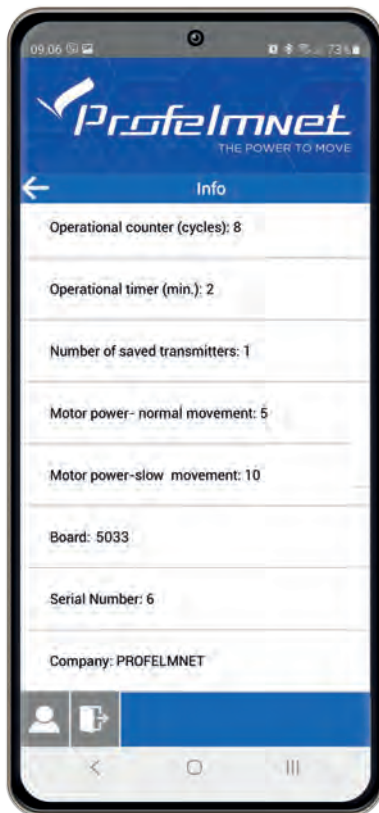 09:06 73%
Profelmnet
THE POWER TO MOVE
Info
Operational counter (cycles): 8
Operational timer (min.): 2
Number of saved transmitters: 1
Motor power- normal movement: 5
Motor power-slow movement: 10
Board: 5033
Serial Number: 6
Company: PROFELMNET